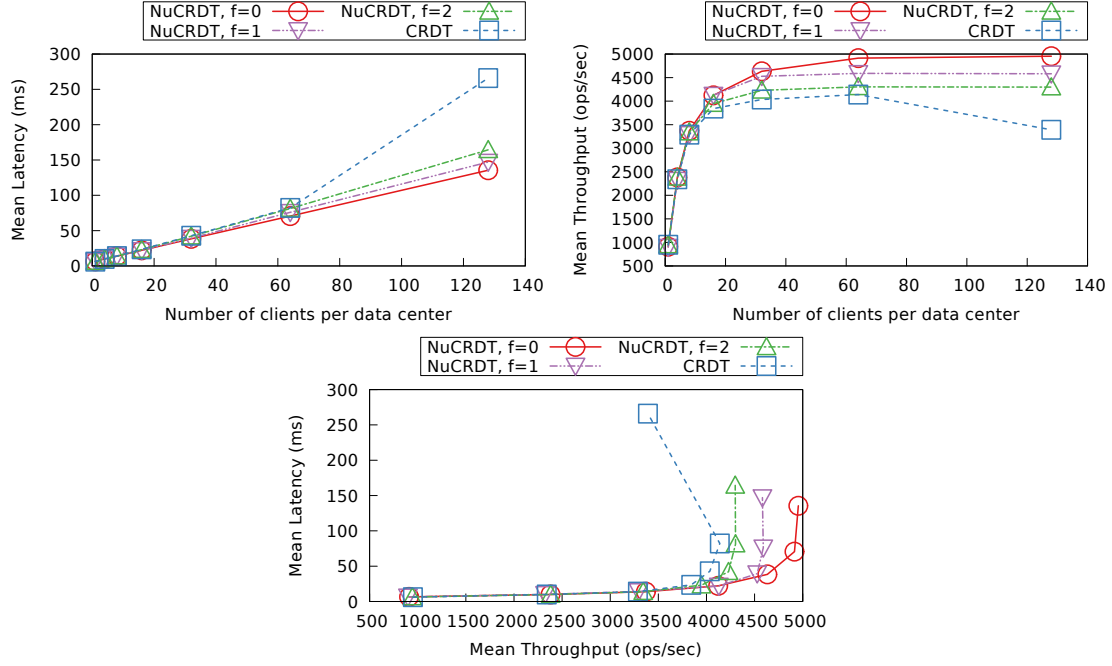 NuCRDT, f=0 NuCRDT, f=2
NuCRDT, f=1 CRDT
300
250
200
150
100
50
0
Mean Latency (ms)
0 20 40 60 80 100 120 140
Number of clients per data center
NuCRDT, f=0 NuCRDT, f=2
NuCRDT, f=1 CRDT
5000
4500
4000
3500
3000
2500
2000
1500
1000
500
Mean Throughput (ops/sec)
0 20 40 60 80 100 120 140
Number of clients per data center
NuCRDT, f=0 NuCRDT, f=2
NuCRDT, f=1 CRDT
300
250
200
150
100
50
0
Mean Latency (ms)
500 1000 1500 2000 2500 3000 3500 4000 4500 5000
Mean Throughput (ops/sec)